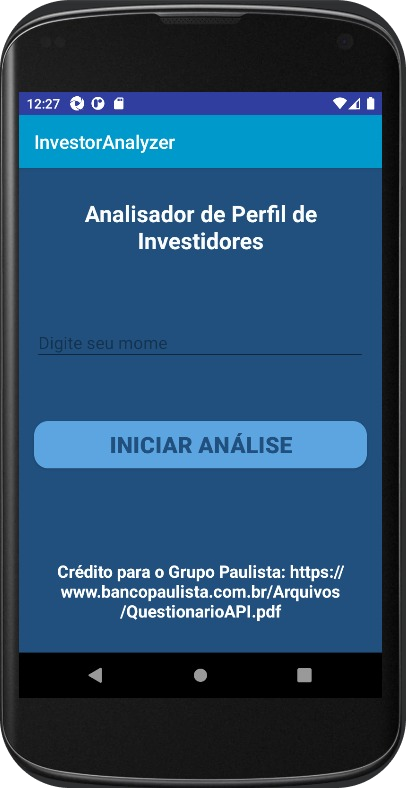 12:27
InvestorAnalyzer
Analisador de Perfil de
Investidores
Digite seu mome
INICIAR ANÁLISE
Crédito para o Grupo Paulista: https://
www.bancopaulista.com.br/Arquivos
/QuestionarioAPI.pdf